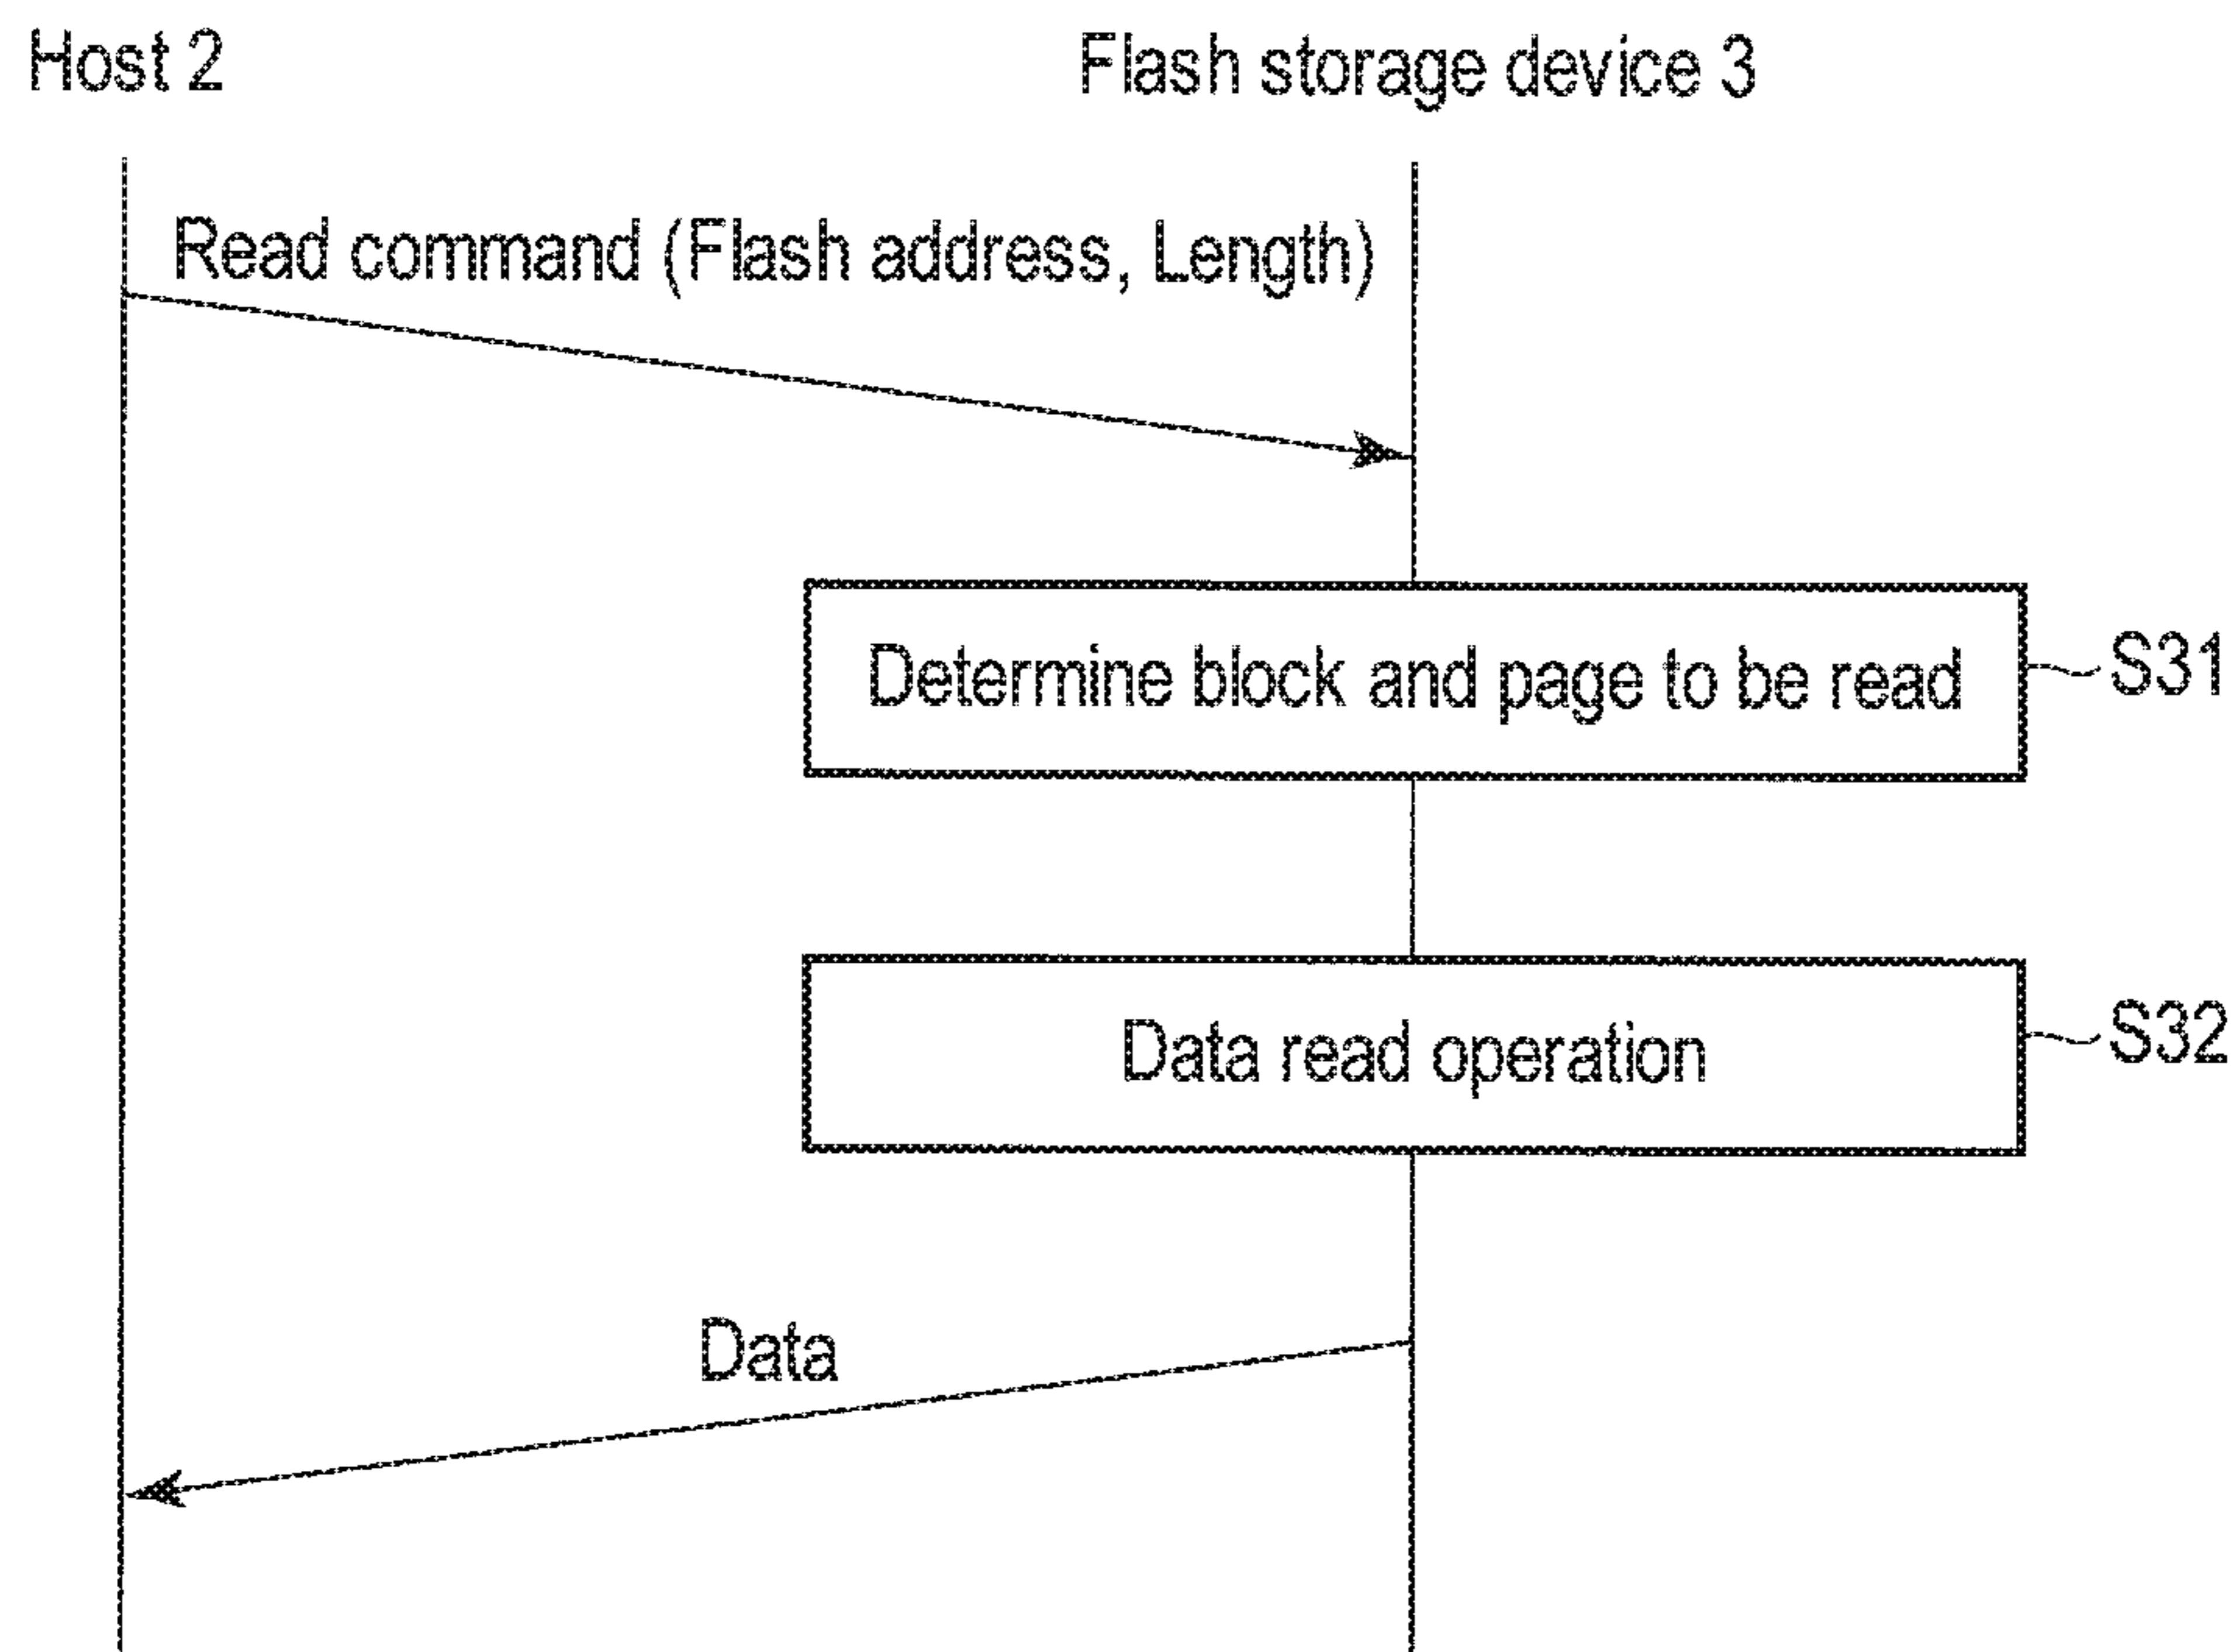 Host 2
Flash storage device 3
Read command (Flash address, Length)
Determine block and page to be read
S31
Data read operation
S32
Data